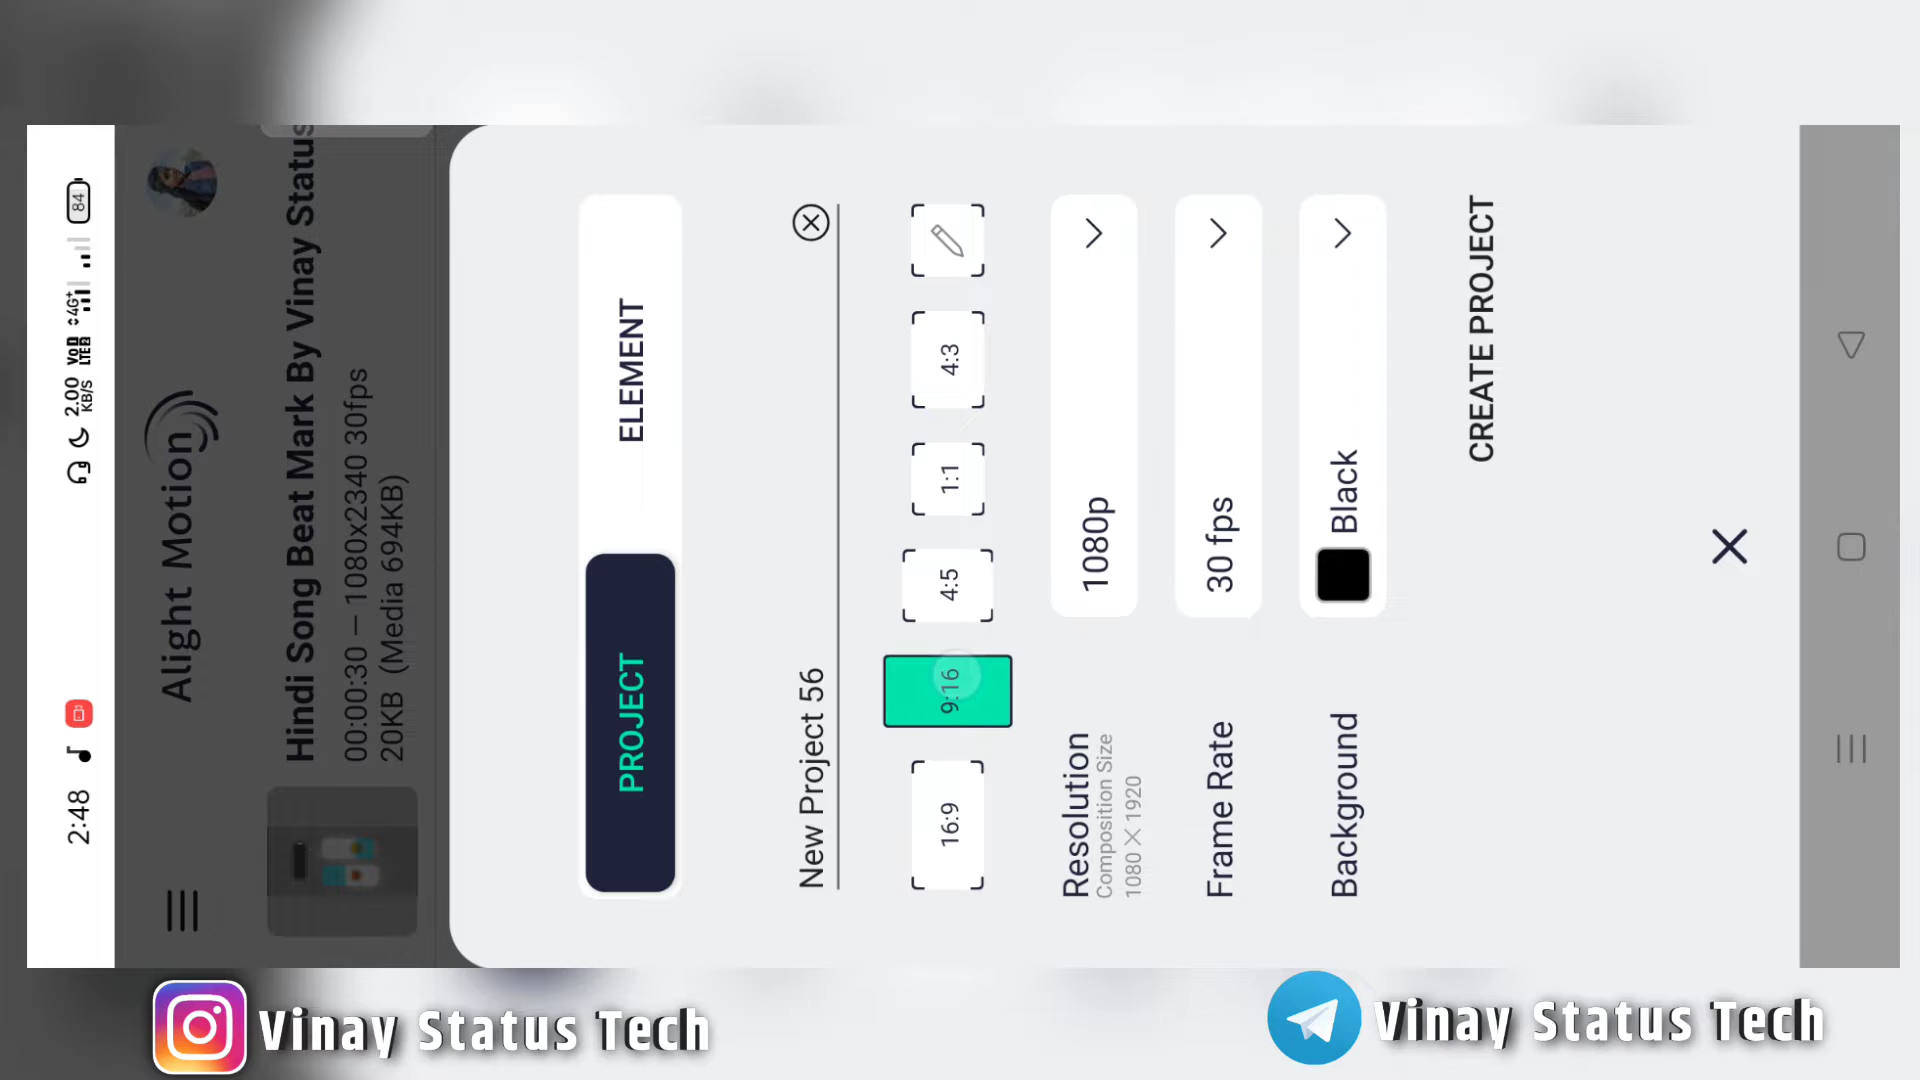 2:48
2.00 KB/s
VoD LTE2
4G+
84
Alight Motion
Hindi Song Beat Mark By Vinay Status
00:00:30 – 1080x2340 30fps
20KB (Media 694KB)
PROJECT
ELEMENT
New Project 56
16:9
9:16
4:5
1:1
4:3
Resolution
Composition Size
1080 X 1920
1080p
Frame Rate
30 fps
Background
Black
CREATE PROJECT
Vinay Status Tech
Vinay Status Tech